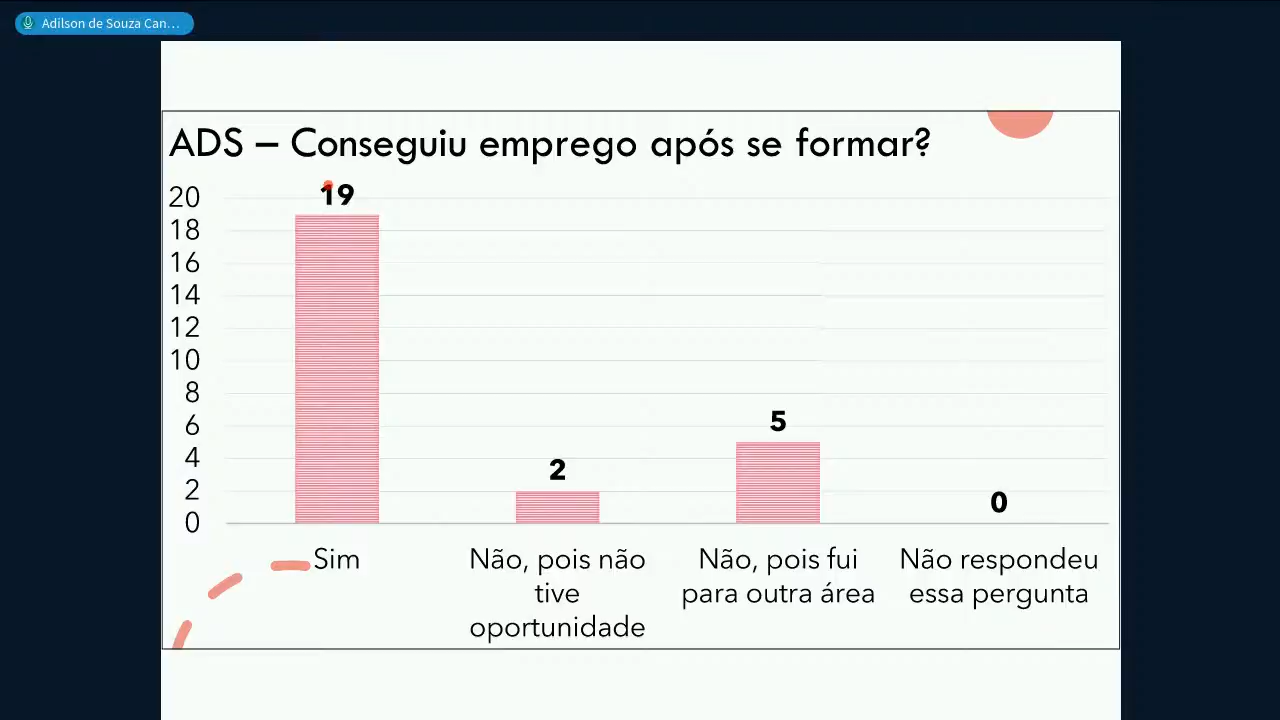 Adilson de Souza Can...
ADS – Conseguiu emprego após se formar?
20
18
16
14
12
10
8
6
4
2
0
19
2
5
0
Sim
Não, pois não
tive
oportunidade
Não, pois fui
para outra área
Não respondeu
essa pergunta